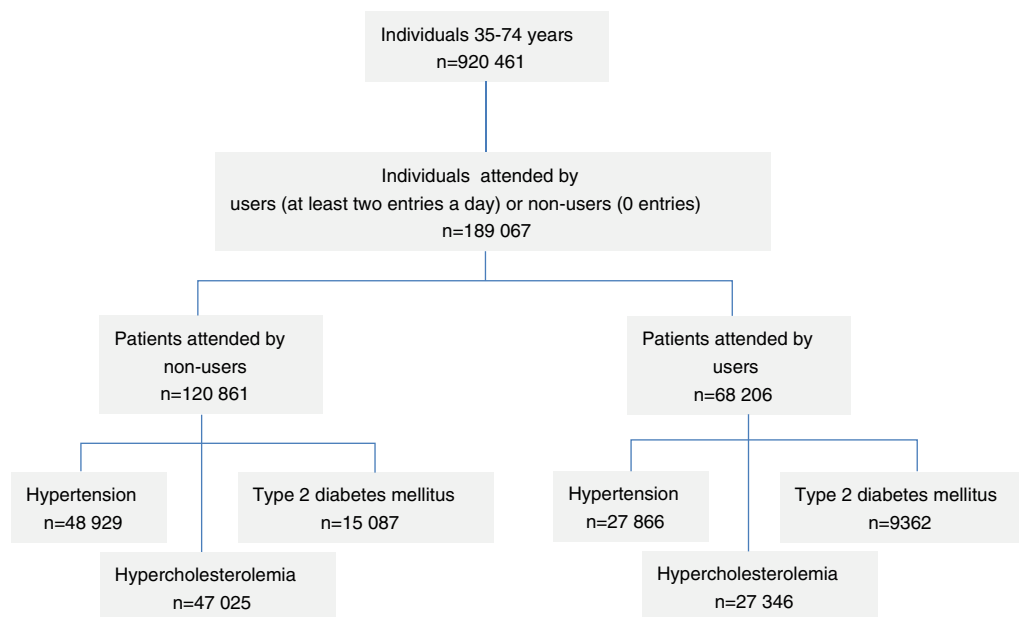 Individuals 35-74 years
n=920 461
Individuals attended by
users (at least two entries a day) or non-users (0 entries)
n=189 067
Patients attended by
non-users
n=120 861
Patients attended by
users
n=68 206
Hypertension
n=48 929
Type 2 diabetes mellitus
n=15 087
Hypercholesterolemia
n=47 025
Hypertension
n=27 866
Type 2 diabetes mellitus
n=9362
Hypercholesterolemia
n=27 346